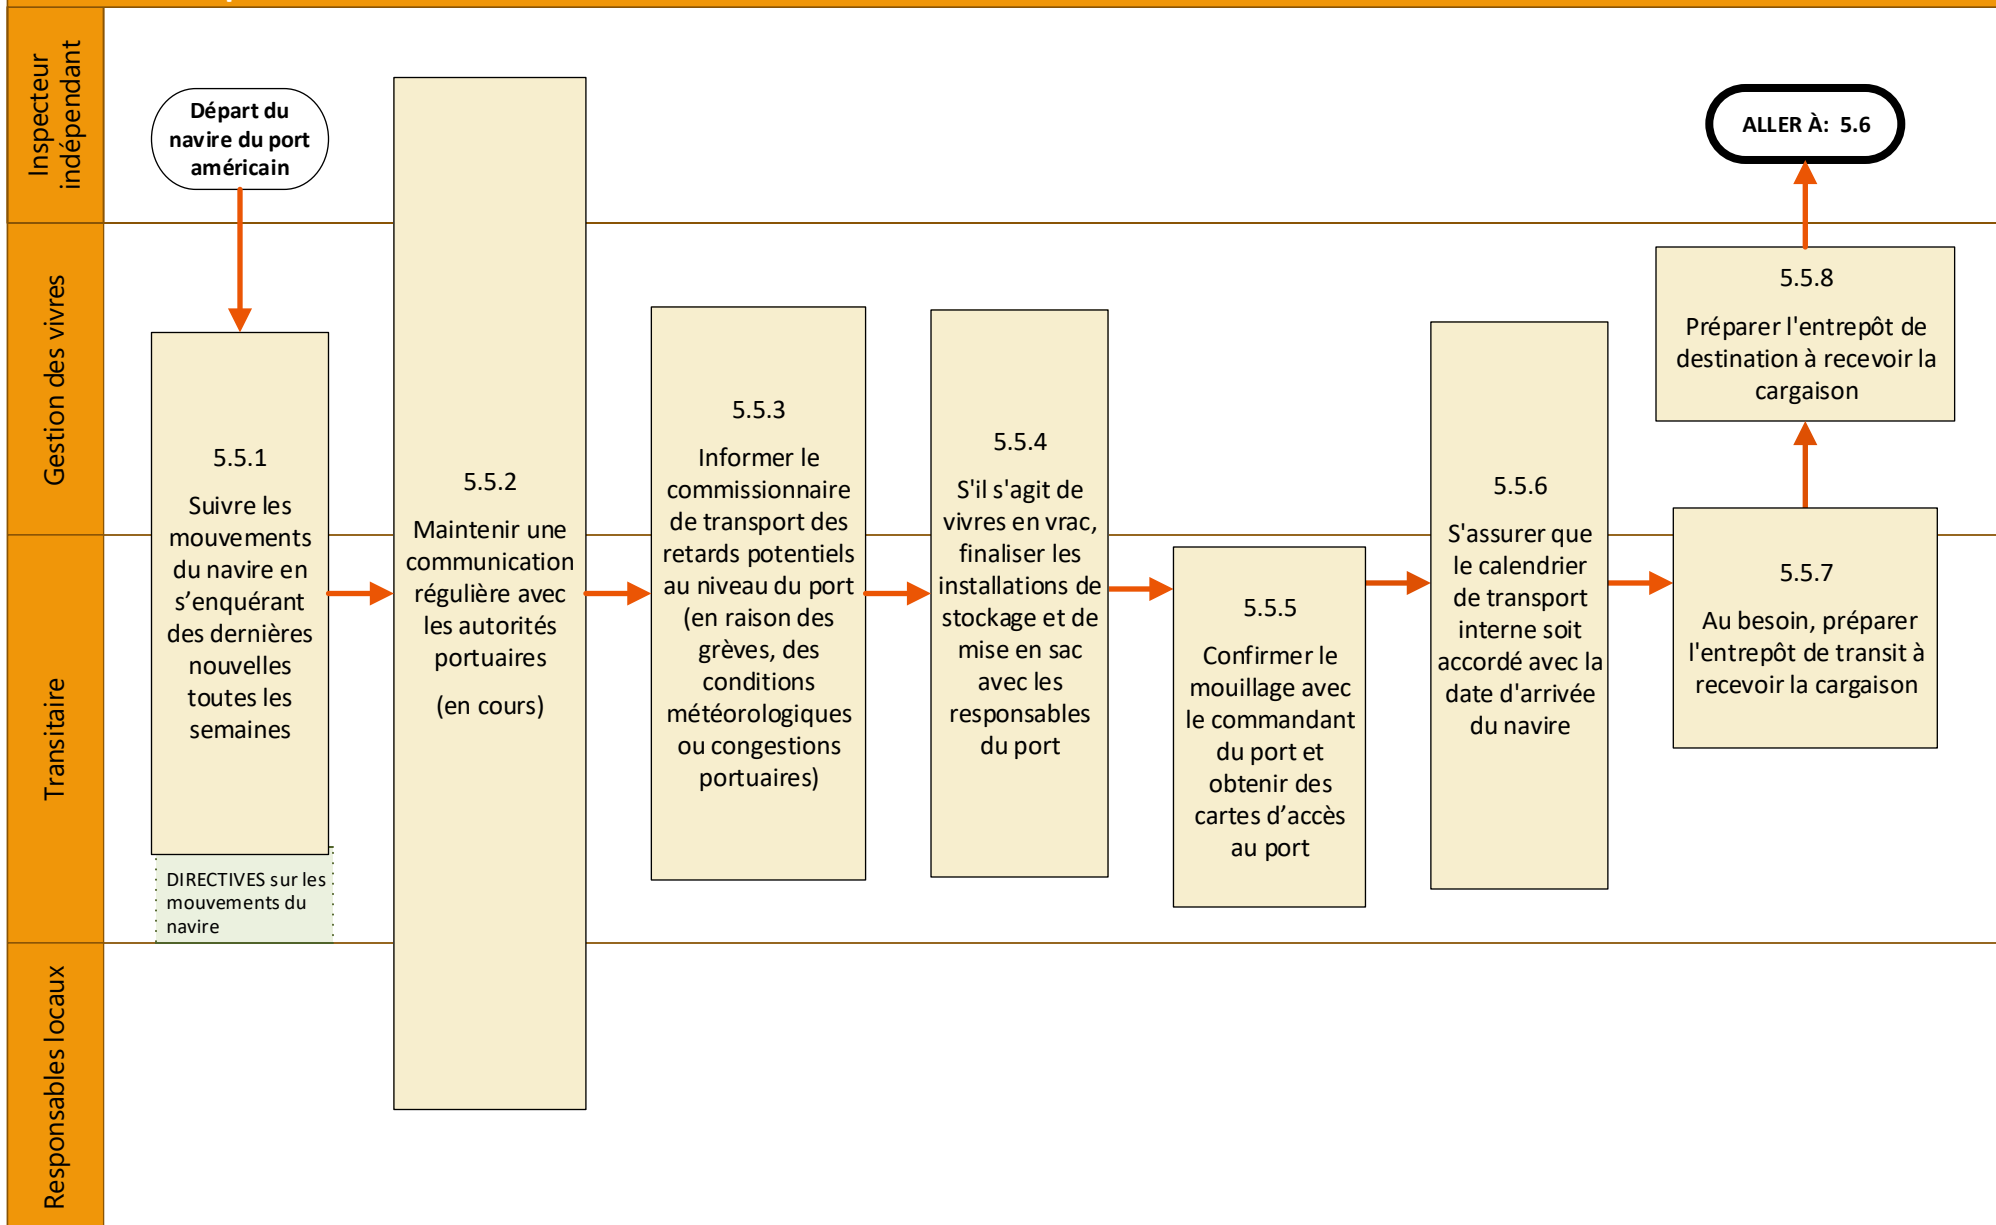 Inspecteur
indépendant
Départ du
navire du port
américain
ALLER À: 5.6
Gestion des vivres
Transitaire
Responsables locaux
5.5.1
Suivre les
mouvements
du navire en
s’enquérant
des dernières
nouvelles
toutes les
semaines
DIRECTIVES sur les
mouvements du
navire
5.5.2
Maintenir une
communication
régulière avec
les autorités
portuaires
(en cours)
5.5.3
Informer le
commissionnaire
de transport des
retards potentiels
au niveau du port
(en raison des
grèves, des
conditions
météorologiques
ou congestions
portuaires)
5.5.4
S'il s'agit de
vivres en vrac,
finaliser les
installations de
stockage et de
mise en sac
avec les
responsables
du port
5.5.5
Confirmer le
mouillage avec
le commandant
du port et
obtenir des
cartes d’accès
au port
5.5.6
S'assurer que
le calendrier
de transport
interne soit
accordé avec la
date d'arrivée
du navire
5.5.7
Au besoin, préparer
l'entrepôt de transit à
recevoir la cargaison
5.5.8
Préparer l'entrepôt de
destination à recevoir la
cargaison